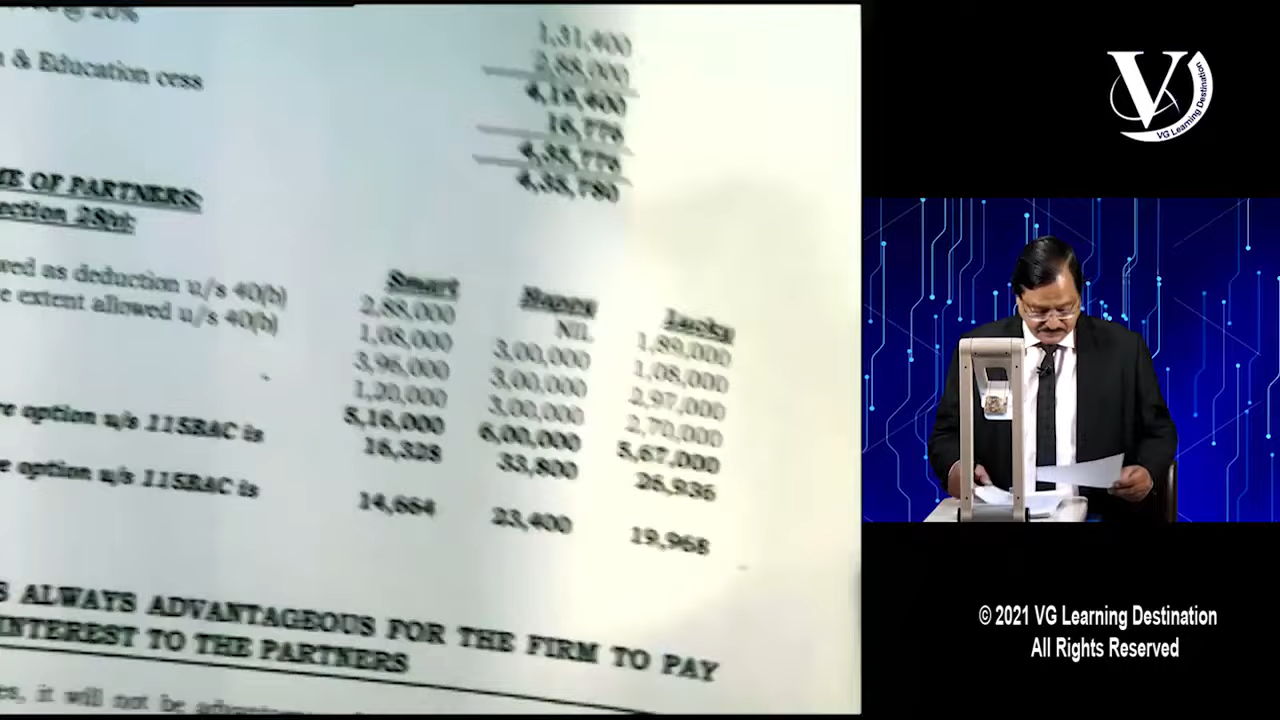 @ 20%
1,31,400
& Education cess 2,88,000
4,19,400
16,776
4,35,776
4,35,780
OF PARTNERS:
Smart Happy Lucky
as deduction u/s 40(b) 2,88,000 NIL 1,89,000
extent allowed u/s 40(b) 1,08,000 3,00,000 1,08,000
3,96,000 3,00,000 2,97,000
1,20,000 3,00,000 2,70,000
5,16,000 6,00,000 5,67,000
option u/s 115BAC is 16,328 33,800 26,936
option u/s 115BAC is 14,664 23,400 19,968
ALWAYS ADVANTAGEOUS FOR THE FIRM TO PAY
INTEREST TO THE PARTNERS
it will not be
V
VG Learning Destination
© 2021 VG Learning Destination
All Rights Reserved